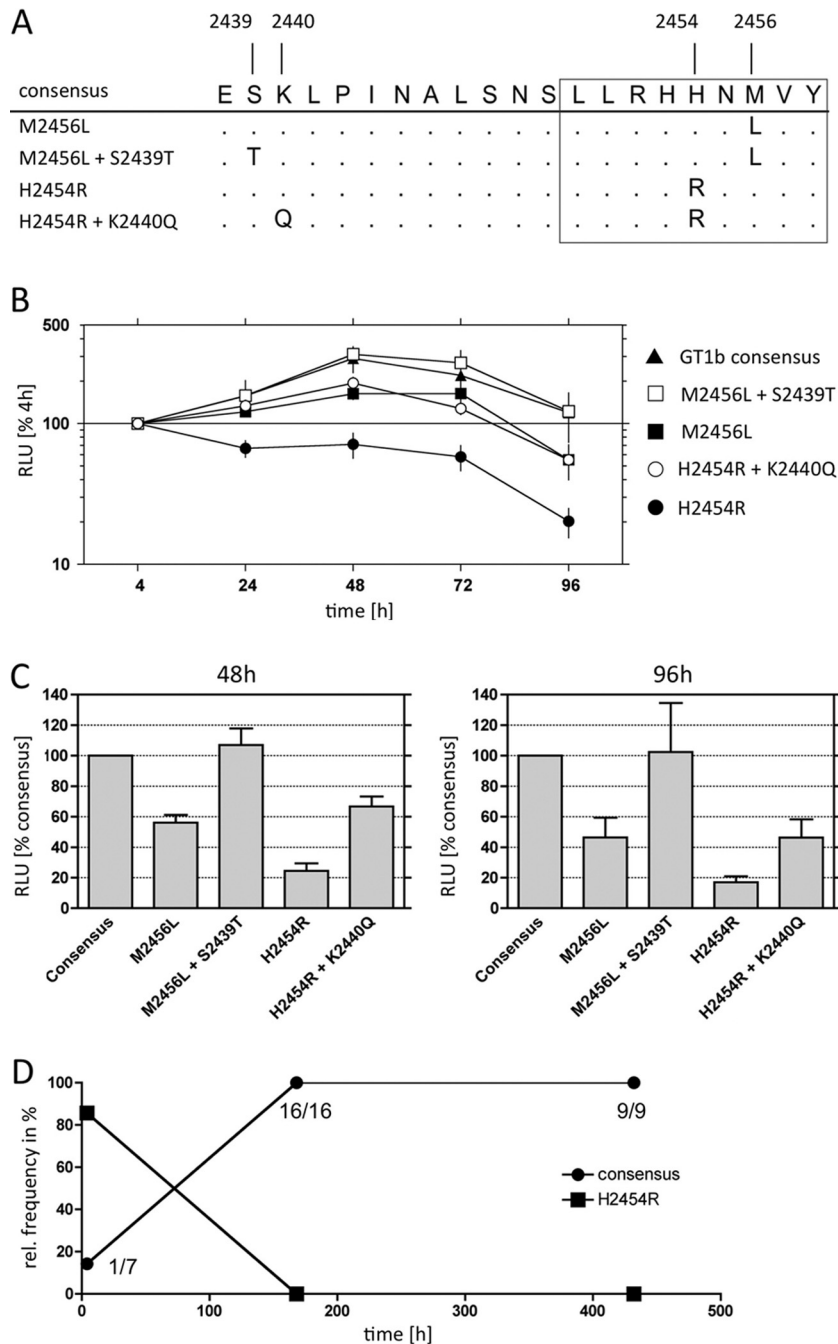 A
2439 2440 2454 2456
consensus E S K L P I N A L S N S L L R H H N M V Y
M2456L . . . . . . . . . . . . . . . . . . L . .
M2456L + S2439T . T . . . . . . . . . . . . . . . . L . .
H2454R . . . . . . . . . . . . . . . . R . . . .
H2454R + K2440Q . . Q . . . . . . . . . . . . . R . . . .
B
RLU [% 4h]
500
100
10
4 24 48 72 96
time [h]
GT1b consensus
M2456L + S2439T
M2456L
H2454R + K2440Q
H2454R
C
48h
RLU [% consensus]
140
120
100
80
60
40
20
0
Consensus
M2456L
M2456L + S2439T
H2454R
H2454R + K2440Q
96h
RLU [% consensus]
140
120
100
80
60
40
20
0
Consensus
M2456L
M2456L + S2439T
H2454R
H2454R + K2440Q
D
rel. frequency in %
100
80
60
40
20
0
16/16
9/9
1/7
consensus
H2454R
0 100 200 300 400 500
time [h]